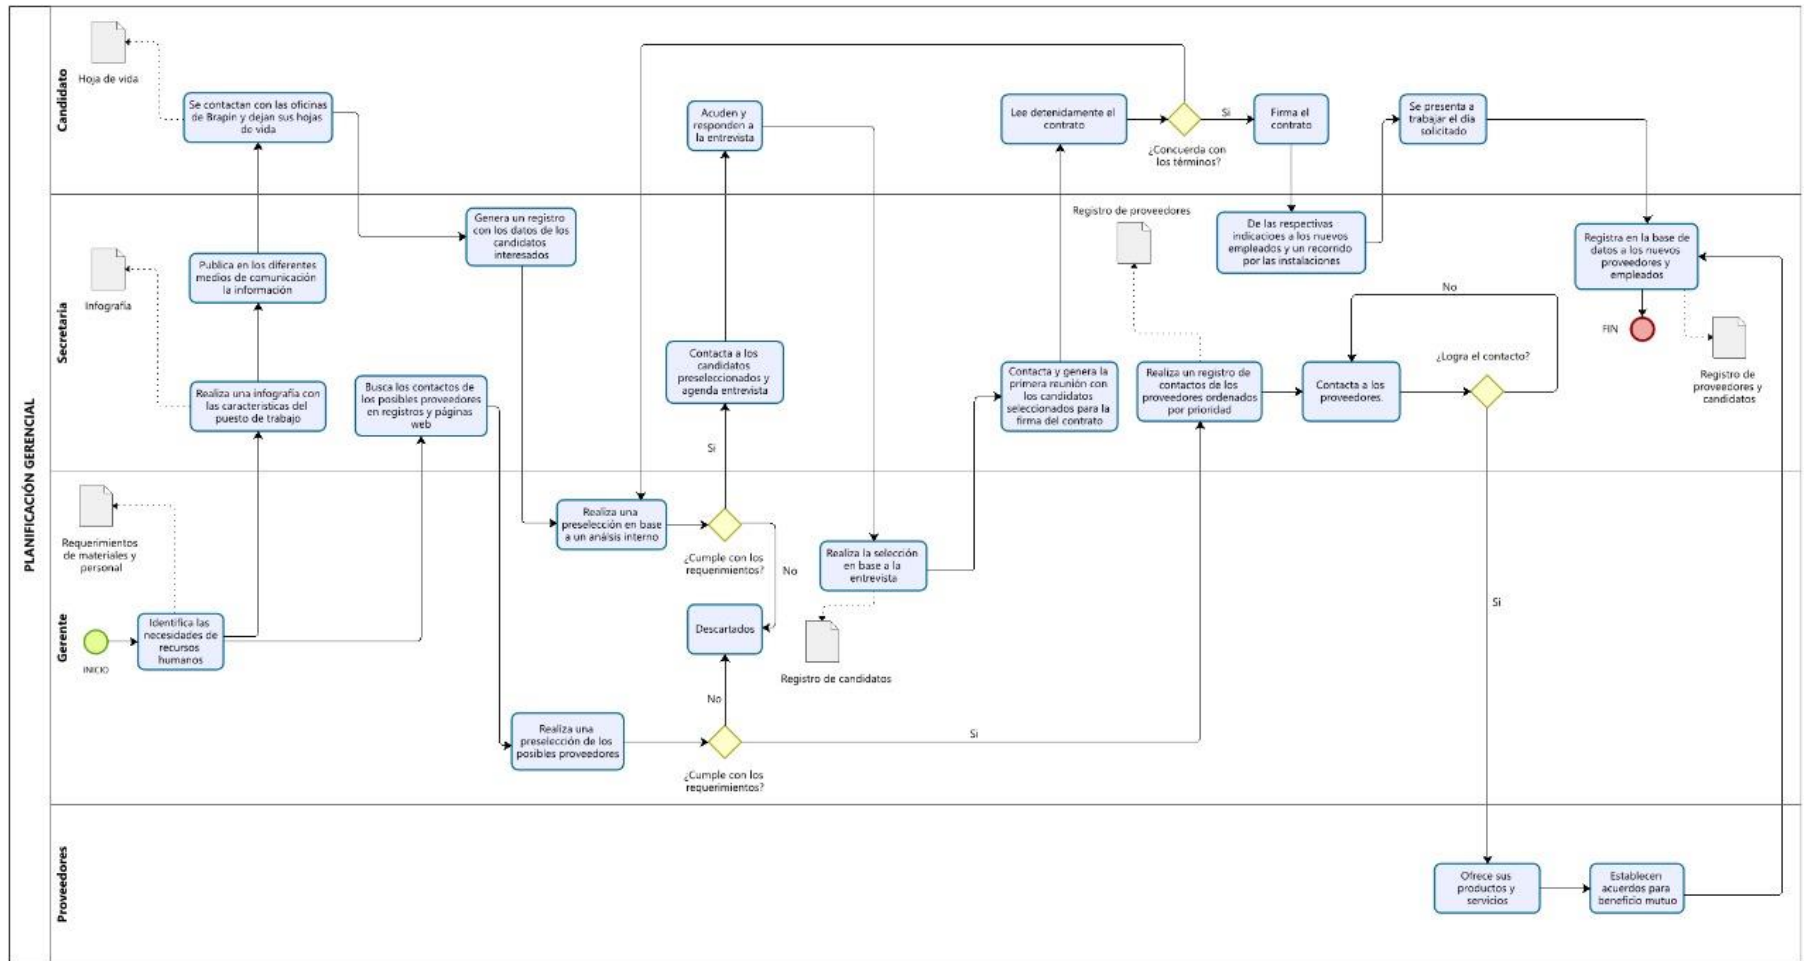 PLANIFICACIÓN GERENCIAL
Candidato
Hoja de vida
Se contactan con las oficinas
de Brapin y dejan sus hojas
de vida
Acuden y
responden a
la entrevista
Lee detenidamente el
contrato
Si
¿Concuerda con
los términos?
Firma el
contrato
Se presenta a
trabajar el día
solicitado
Secretaria
Infografía
Publica en los diferentes
medios de comunicación
la información
Realiza una infografía con
las características del
puesto de trabajo
Genera un registro
con los datos de los
candidatos
interesados
Busca los contactos de
los posibles proveedores
en registros y páginas
web
Contacta a los
candidatos
preseleccionados y
agenda entrevista
Si
Contacta y genera la
primera reunión con
los candidatos
seleccionados para la
firma del contrato
Registro de proveedores
Realiza un registro de
contactos de los
proveedores ordenados
por prioridad
De las respectivas
indicacioes a los nuevos
empleados y un recorrido
por las instalaciones
Contacta a los
proveedores.
No
¿Logra el contacto?
Registra en la base de
datos a los nuevos
proveedores y
empleados
FIN
Registro de
proveedores y
candidatos
Gerente
Requerimientos
de materiales y
personal
INICIO
Identifica las
necesidades de
recursos
humanos
Realiza una
preselección en base
a un análsis interno
¿Cumple con los
requerimientos?
No
Descartados
Realiza la selección
en base a la
entrevista
Registro de candidatos
No
Realiza una
preselección de los
posibles proveedores
¿Cumple con los
requerimientos?
Si
Si
Proveedores
Ofrece sus
productos y
servicios
Establecen
acuerdos para
beneficio mutuo